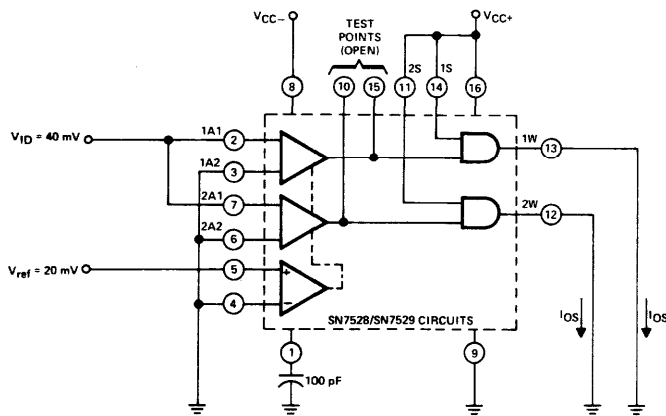 VCC−
TEST
POINTS
(OPEN)
VCC+
2S
1S
8
10
15
11
14
16
VID = 40 mV
1A1
2
1W
13
1A2
3
2A1
7
2W
12
2A2
6
Vref = 20 mV
5
+
4
−
SN7528/SN7529 CIRCUITS
IOS
IOS
1
9
100 pF